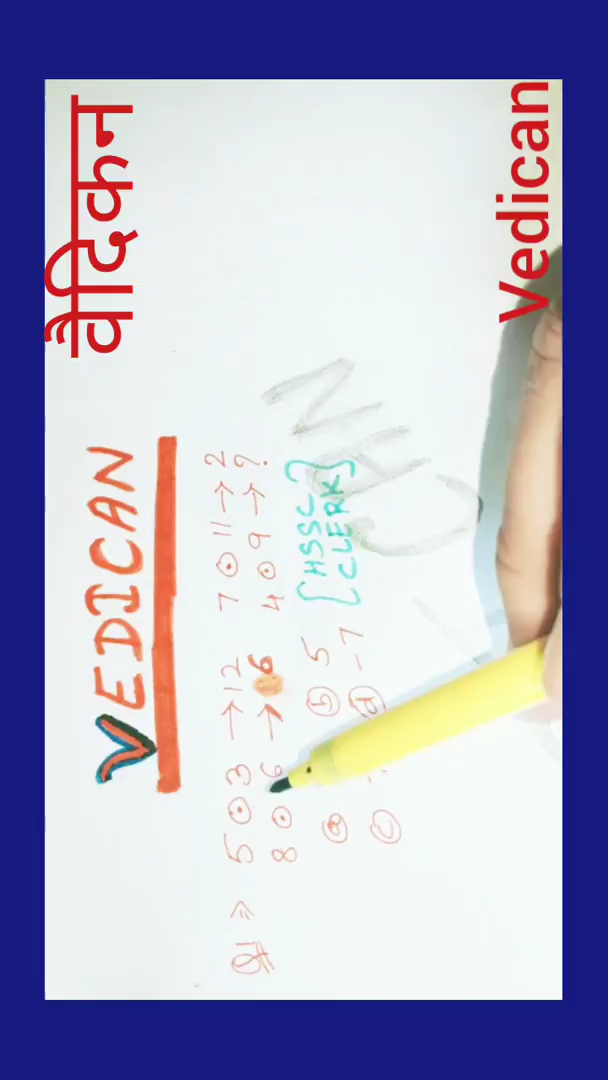 वैदिकन
VEDICAN
प्र ⇒ 5 ⊙ 3 → 12 7 ⊙ 11 → 2
8 ⊙ 6 → 6 4 ⊙ 9 → ?
ⓐ ⓑ 5 {HSSC
ⓒ ⓓ -7 CLERK}
Vedican